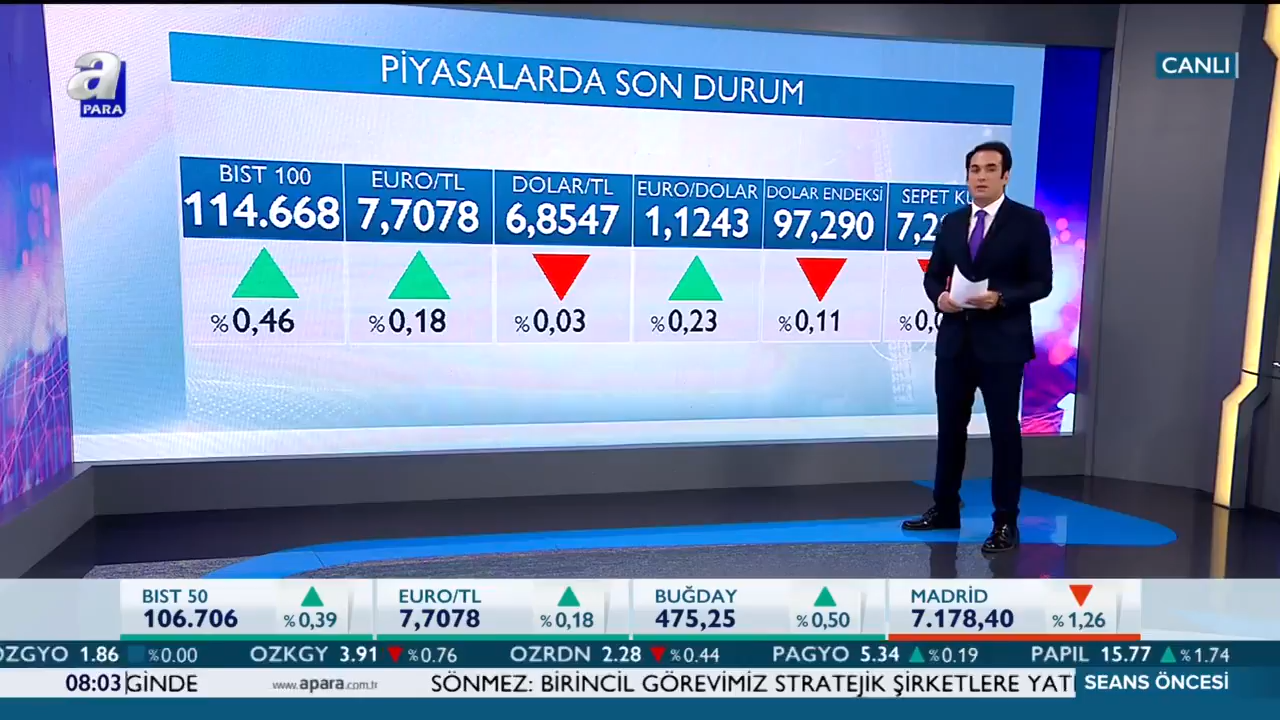 PİYASALARDA SON DURUM
a
PARA
CANLI
BIST 100 EURO/TL DOLAR/TL EURO/DOLAR DOLAR ENDEKSİ SEPET
114.668 7,7078 6,8547 1,1243 97,290
%0,46 %0,18 %0,03 %0,23 %0,11
BIST 50 EURO/TL BUĞDAY MADRID
106.706 %0,39 7,7078 %0,18 475,25 %0,50 7.178,40 %1,26
OZGYO 1.86 %0.00 OZKGY 3.91 %0.76 OZRDN 2.28 %0.44 PAGYO 5.34 %0.19 PAPIL 15.77 %1.74
08:03 GİNDE www.apara.com.tr SÖNMEZ: BİRİNCİL GÖREVİMİZ STRATEJİK ŞİRKETLERE YATI SEANS ÖNCESİ